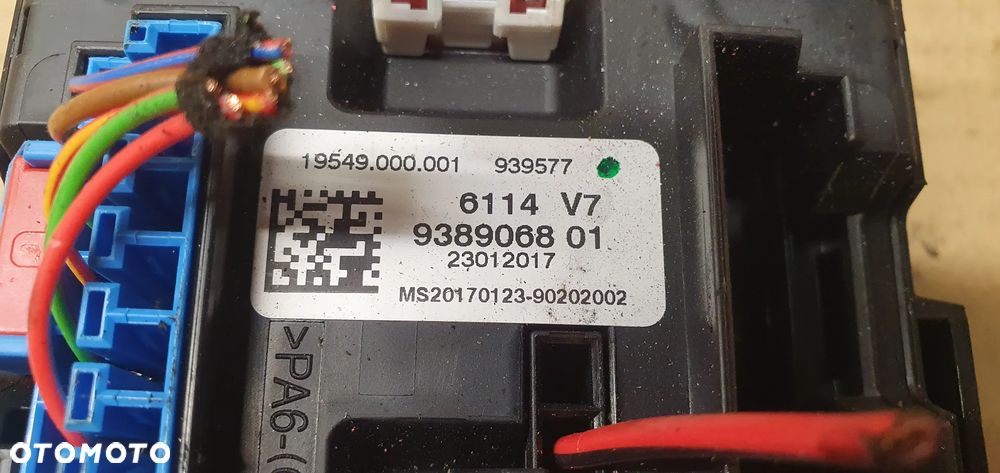 19549.000.001 939577
6114 V7
9389068 01
23012017
MS20170123-90202002
>PA6-(
OTOMOTO